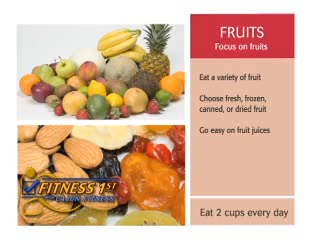 FRUITS
Focus on fruits
Eat a variety of fruit
Choose fresh, frozen,
canned, or dried fruit
Go easy on fruit juices
Eat 2 cups every day
FITNESS 1st